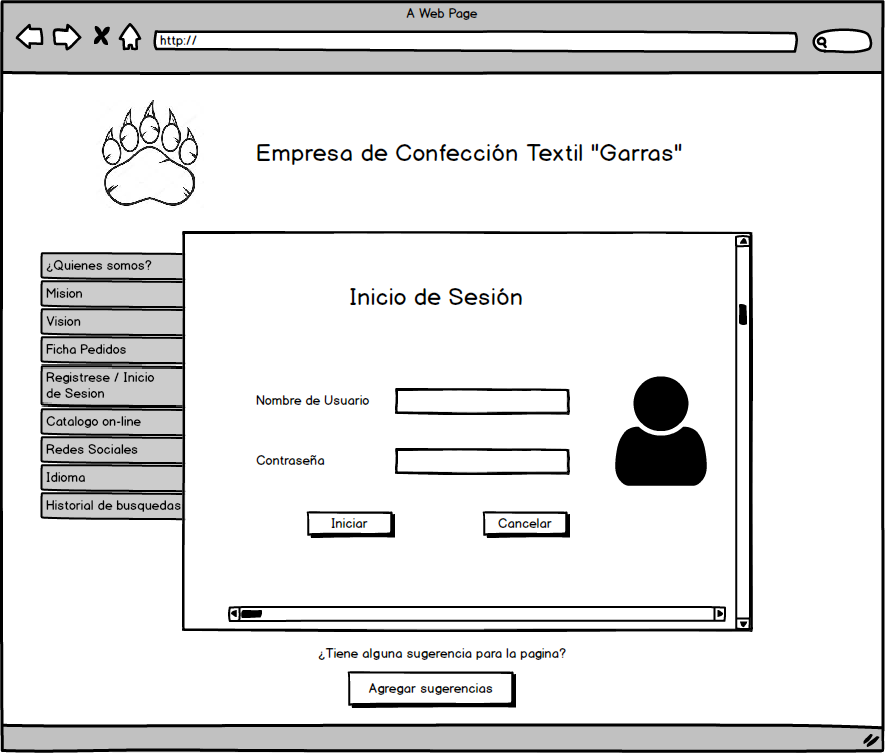 A Web Page
http://
Empresa de Confección Textil "Garras"
¿Quienes somos?
Mision
Vision
Ficha Pedidos
Registrese / Inicio
de Sesion
Catalogo on-line
Redes Sociales
Idioma
Historial de busquedas
Inicio de Sesión
Nombre de Usuario
Contraseña
Iniciar
Cancelar
¿Tiene alguna sugerencia para la pagina?
Agregar sugerencias